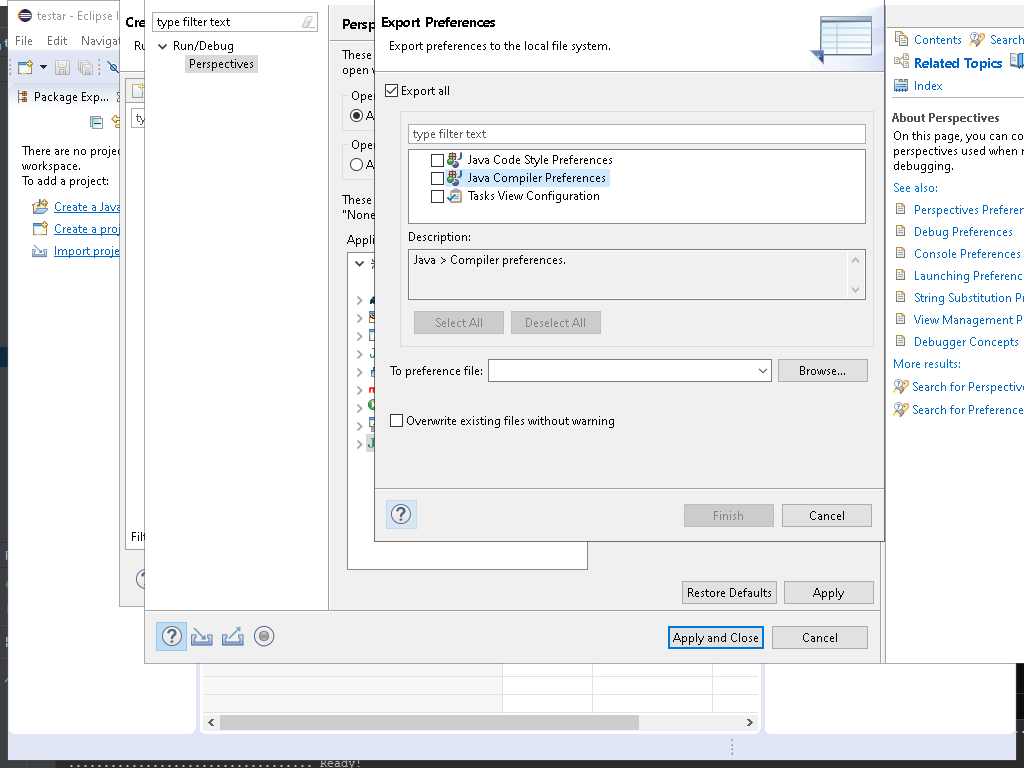 testar - Eclipse I
File Edit Navigat
Package Exp...
There are no proje
workspace.
To add a project:
Create a Java
Create a proj
Import proje
Cre
Ru
ty
Filt
type filter text
Run/Debug
Perspectives
Persp
These
open w
Open
A
Open
A
These
"None
Appli
Export Preferences
Export preferences to the local file system.
Export all
type filter text
Java Code Style Preferences
Java Compiler Preferences
Tasks View Configuration
Description:
Java > Compiler preferences.
Select All Deselect All
To preference file: Browse...
Overwrite existing files without warning
Finish Cancel
Restore Defaults Apply
Apply and Close Cancel
Contents Search
Related Topics
Index
About Perspectives
On this page, you can co
perspectives used when r
debugging.
See also:
Perspectives Preferen
Debug Preferences
Console Preferences
Launching Preferenc
String Substitution Pr
View Management P
Debugger Concepts
More results:
Search for Perspective
Search for Preference
Ready!